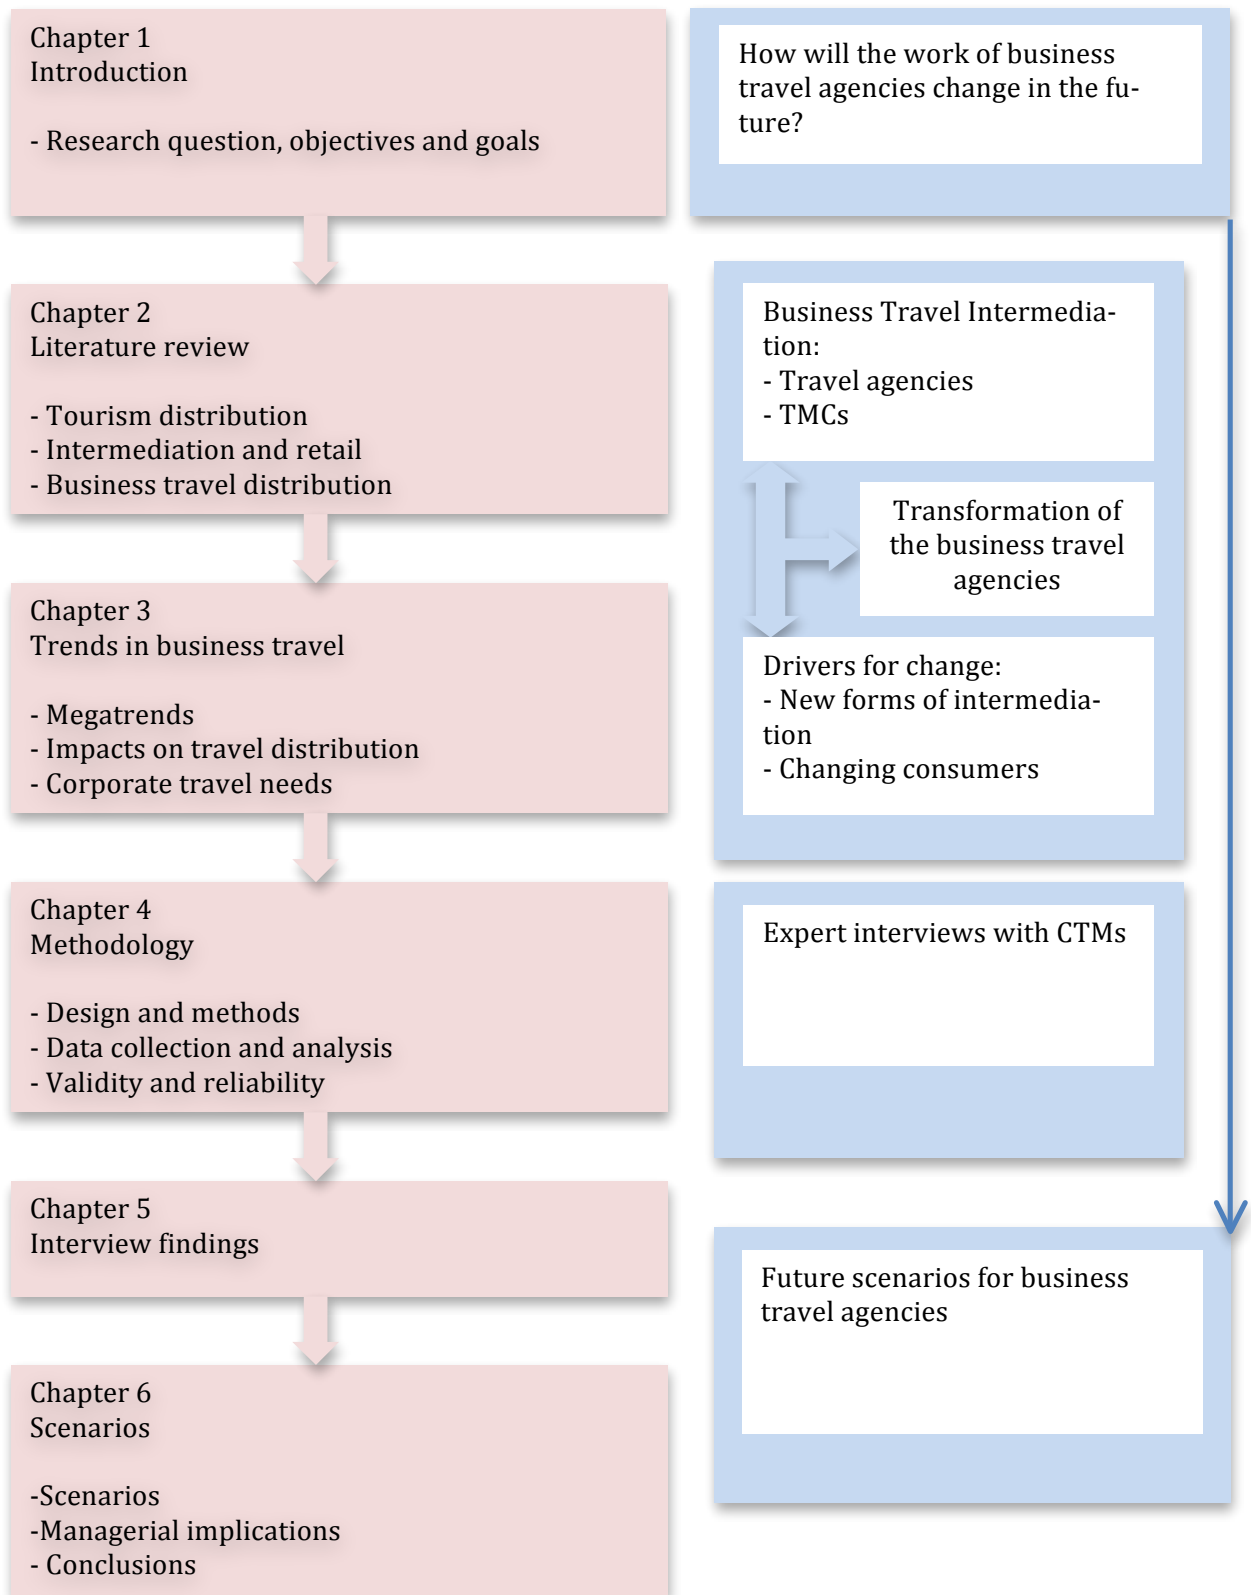 Chapter 1
Introduction
- Research question, objectives and goals
How will the work of business
travel agencies change in the fu-
ture?
Chapter 2
Literature review
- Tourism distribution
- Intermediation and retail
- Business travel distribution
Business Travel Intermedia-
tion:
- Travel agencies
- TMCs
Transformation of
the business travel
agencies
Chapter 3
Trends in business travel
- Megatrends
- Impacts on travel distribution
- Corporate travel needs
Drivers for change:
- New forms of intermedia-
tion
- Changing consumers
Chapter 4
Methodology
- Design and methods
- Data collection and analysis
- Validity and reliability
Expert interviews with CTMs
Chapter 5
Interview findings
Future scenarios for business
travel agencies
Chapter 6
Scenarios
-Scenarios
-Managerial implications
- Conclusions